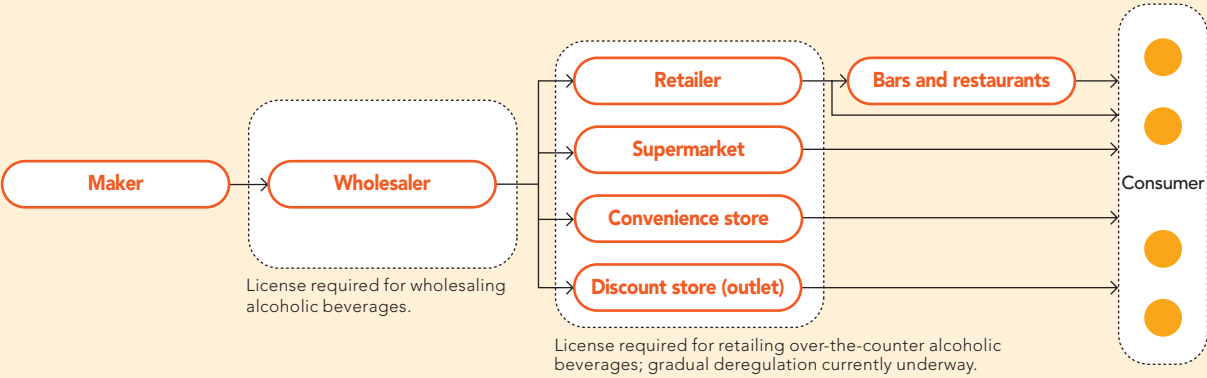 Maker
Wholesaler
License required for wholesaling
alcoholic beverages.
Retailer
Supermarket
Convenience store
Discount store (outlet)
License required for retailing over-the-counter alcoholic
beverages; gradual deregulation currently underway.
Bars and restaurants
Consumer